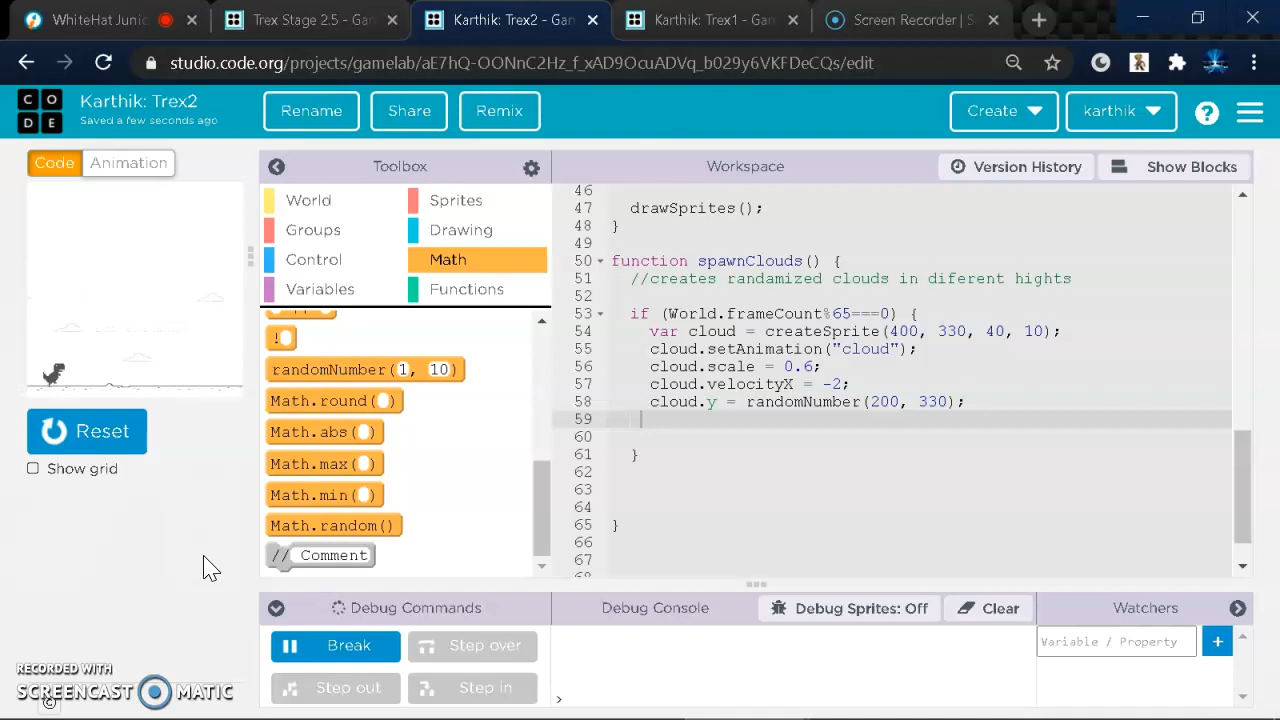 WhiteHat Junio
Trex Stage 2.5 - Gam
Karthik: Trex2 - Gam
Karthik: Trex1 - Gam
Screen Recorder | S
studio.code.org/projects/gamelab/aE7hQ-OONnC2Hz_f_xAD9OcuADVq_b029y6VKFDeCQs/edit
C O D E
Karthik: Trex2
Saved a few seconds ago
Rename
Share
Remix
Create
karthik
?
Code
Animation
Toolbox
Workspace
Version History
Show Blocks
World
Sprites
Groups
Drawing
Control
Math
Variables
Functions
!
randomNumber(1, 10)
Math.round( )
Math.abs( )
Math.max( )
Math.min( )
Math.random()
// Comment
Reset
Show grid
46
47 drawSprites();
48 }
49
50 function spawnClouds() {
51 //creates randamized clouds in diferent hights
52
53 if (World.frameCount%65===0) {
54 var cloud = createSprite(400, 330, 40, 10);
55 cloud.setAnimation("cloud");
56 cloud.scale = 0.6;
57 cloud.velocityX = -2;
58 cloud.y = randomNumber(200, 330);
59
60
61 }
62
63
64
65 }
66
67
68
Debug Commands
Debug Console
Debug Sprites: Off
Clear
Watchers
Break
Step over
Step out
Step in
Variable / Property
+
>
RECORDED WITH
SCREENCAST MATIC
©